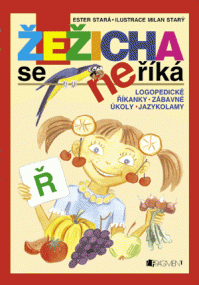 ESTER STARÁ · ILUSTRACE MILAN STARÝ
ŽEŽICHA
se neříká
LOGOPEDICKÉ
ŘÍKANKY · ZÁBAVNÉ
ÚKOLY · JAZYKOLAMY
Ř
FRAGMENT